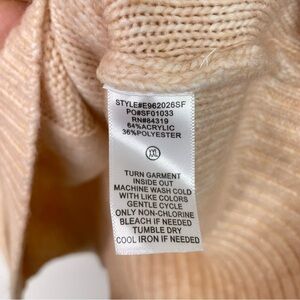 STYLE#E962026SF
PO#SF01033
RN#84319
64%ACRYLIC
36%POLYESTER
XXL
TURN GARMENT
INSIDE OUT
MACHINE WASH COLD
WITH LIKE COLORS
GENTLE CYCLE
ONLY NON-CHLORINE
BLEACH IF NEEDED
TUMBLE DRY
COOL IRON IF NEEDED